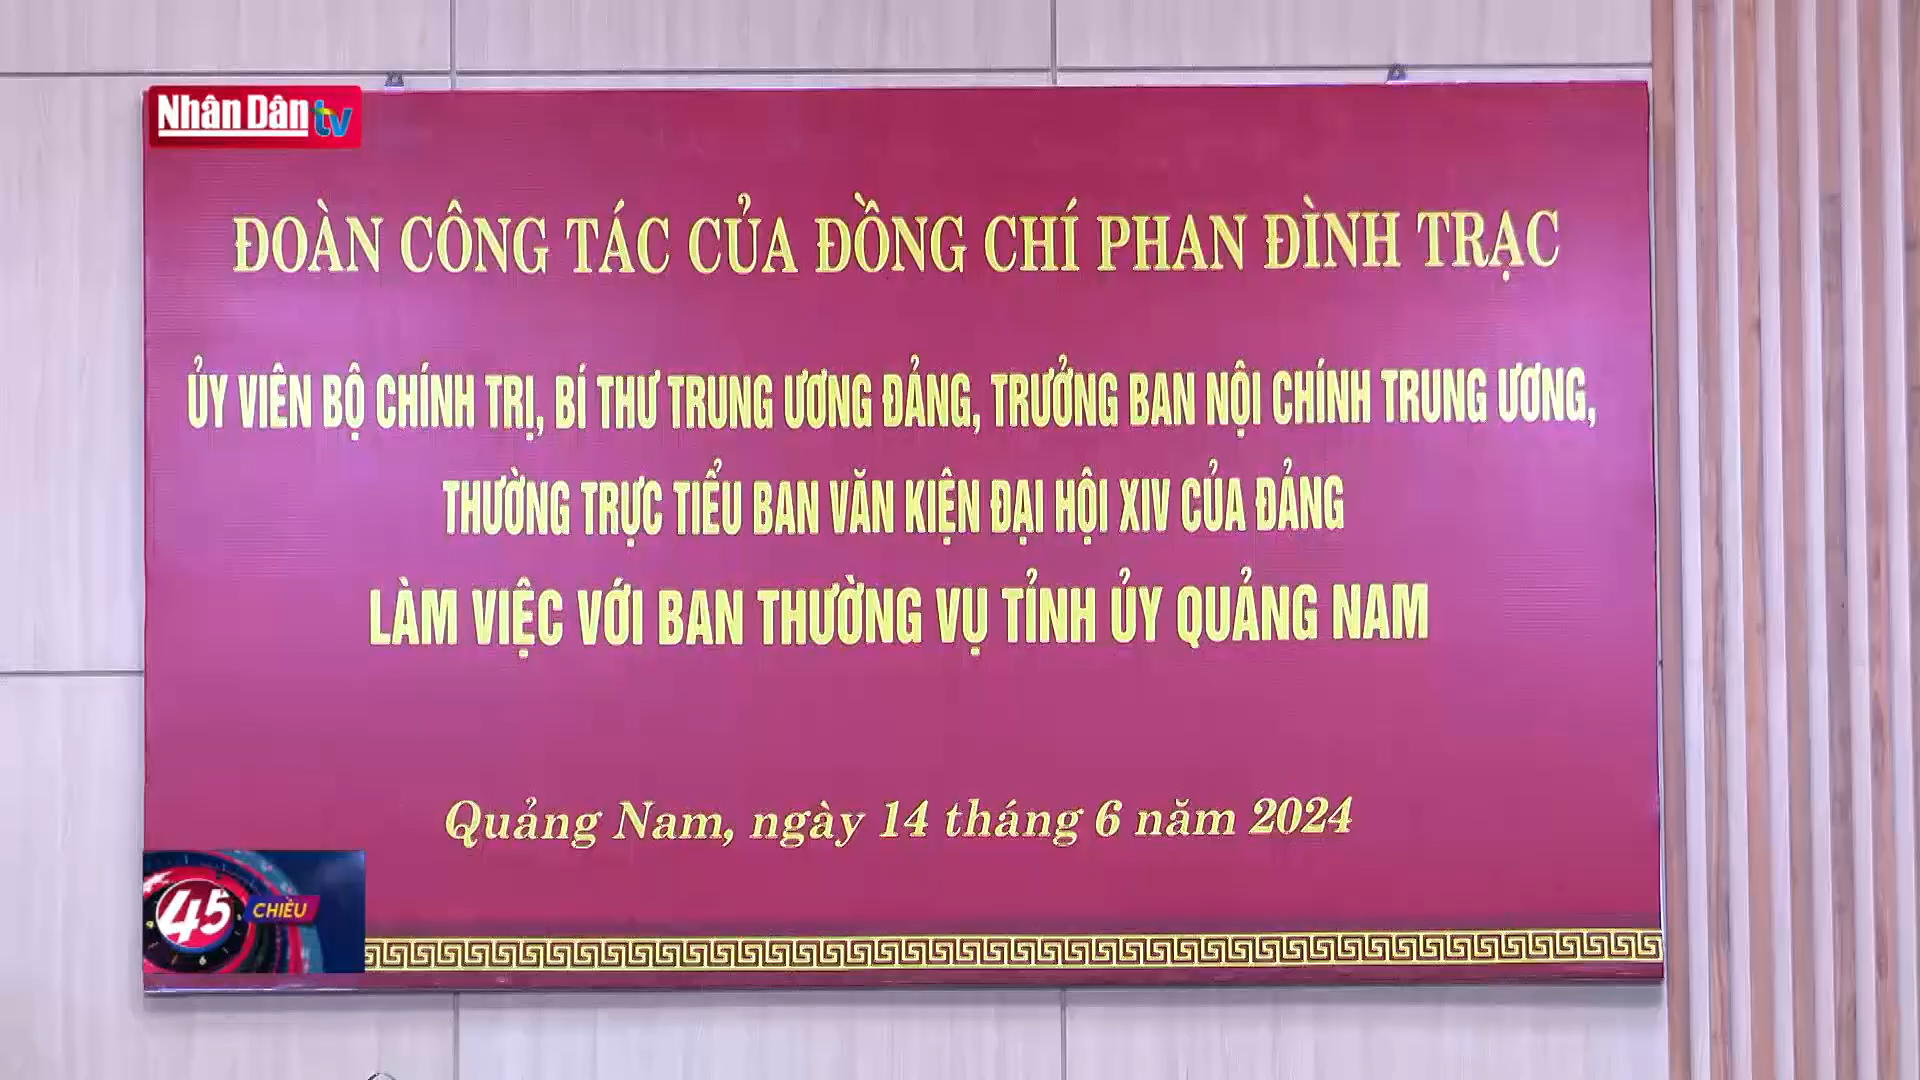 Nhân Dân tv
ĐOÀN CÔNG TÁC CỦA ĐỒNG CHÍ PHAN ĐÌNH TRẠC
ỦY VIÊN BỘ CHÍNH TRỊ, BÍ THƯ TRUNG ƯƠNG ĐẢNG, TRƯỞNG BAN NỘI CHÍNH TRUNG ƯƠNG,
THƯỜNG TRỰC TIỂU BAN VĂN KIỆN ĐẠI HỘI XIV CỦA ĐẢNG
LÀM VIỆC VỚI BAN THƯỜNG VỤ TỈNH ỦY QUẢNG NAM
Quảng Nam, ngày 14 tháng 6 năm 2024
45 CHIỀU